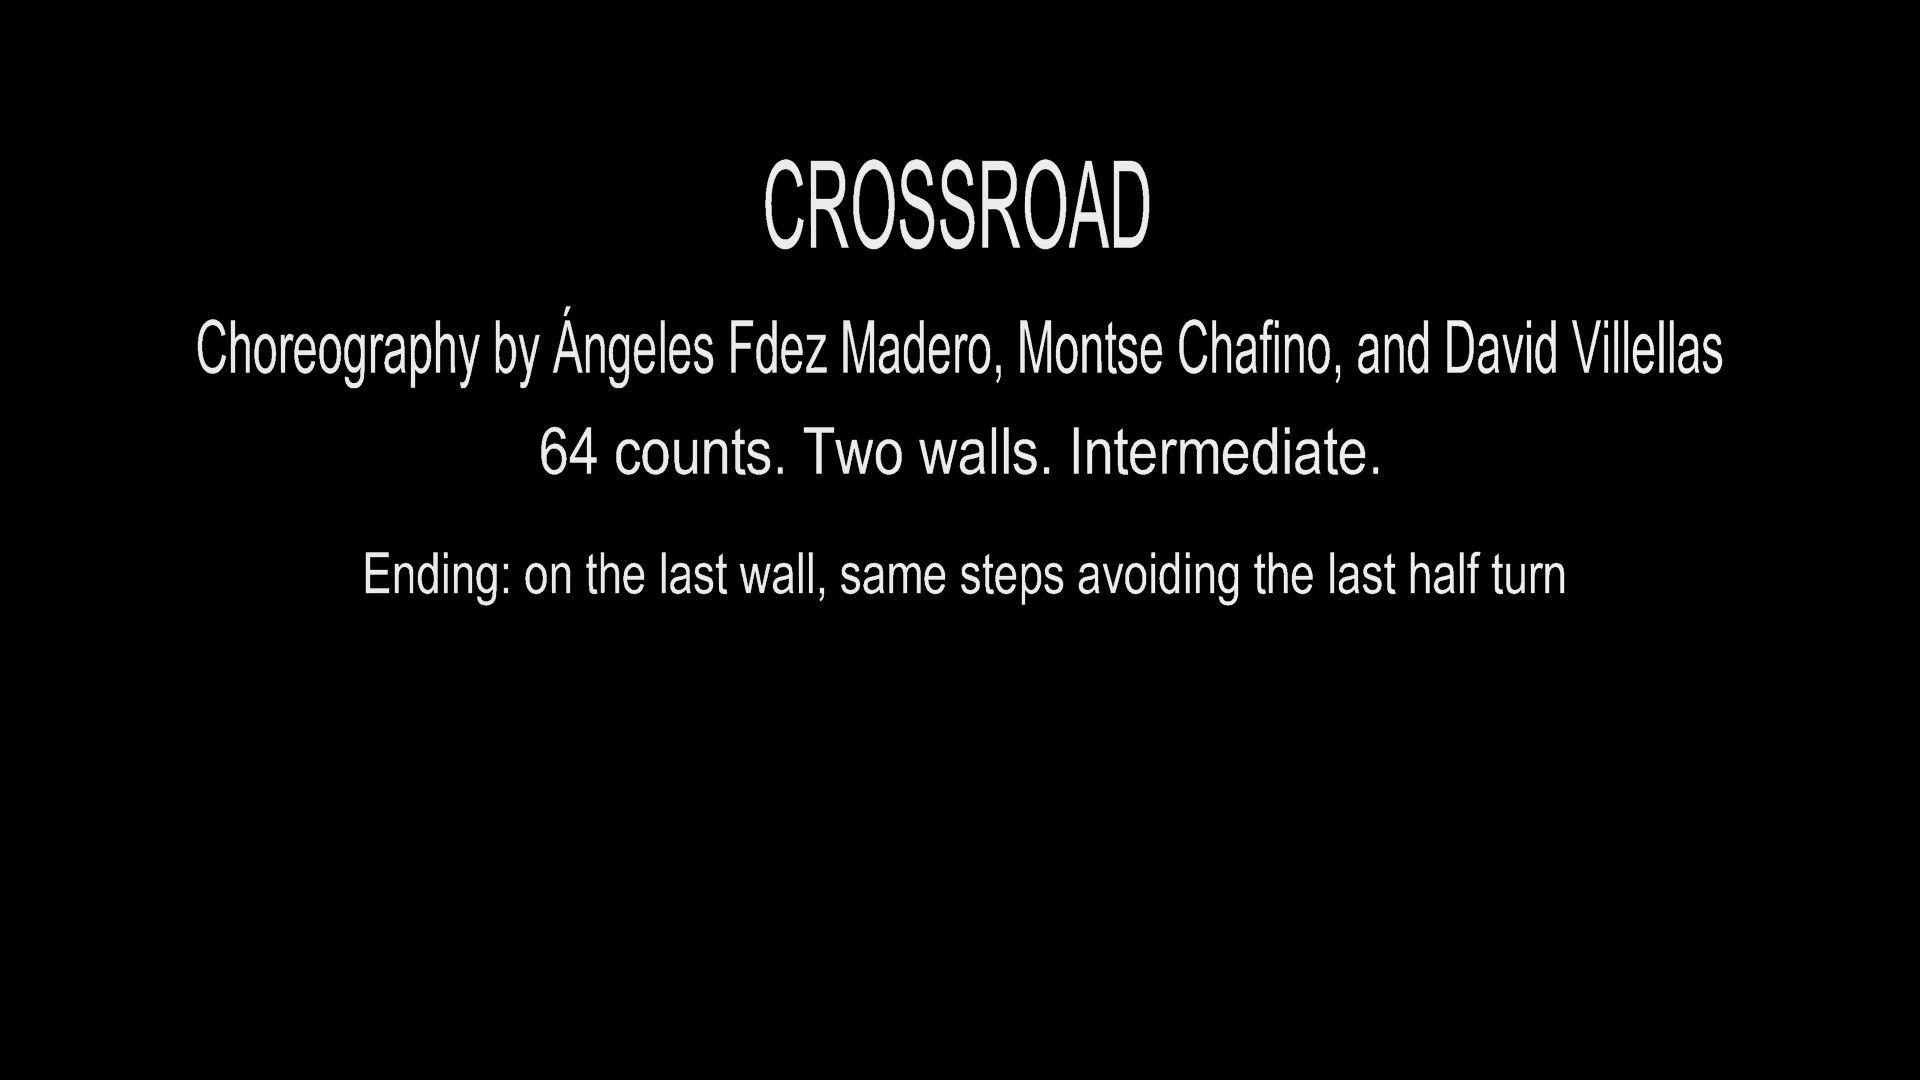 CROSSROAD
Choreography by Ángeles Fdez Madero, Montse Chafino, and David Villellas
64 counts. Two walls. Intermediate.
Ending: on the last wall, same steps avoiding the last half turn